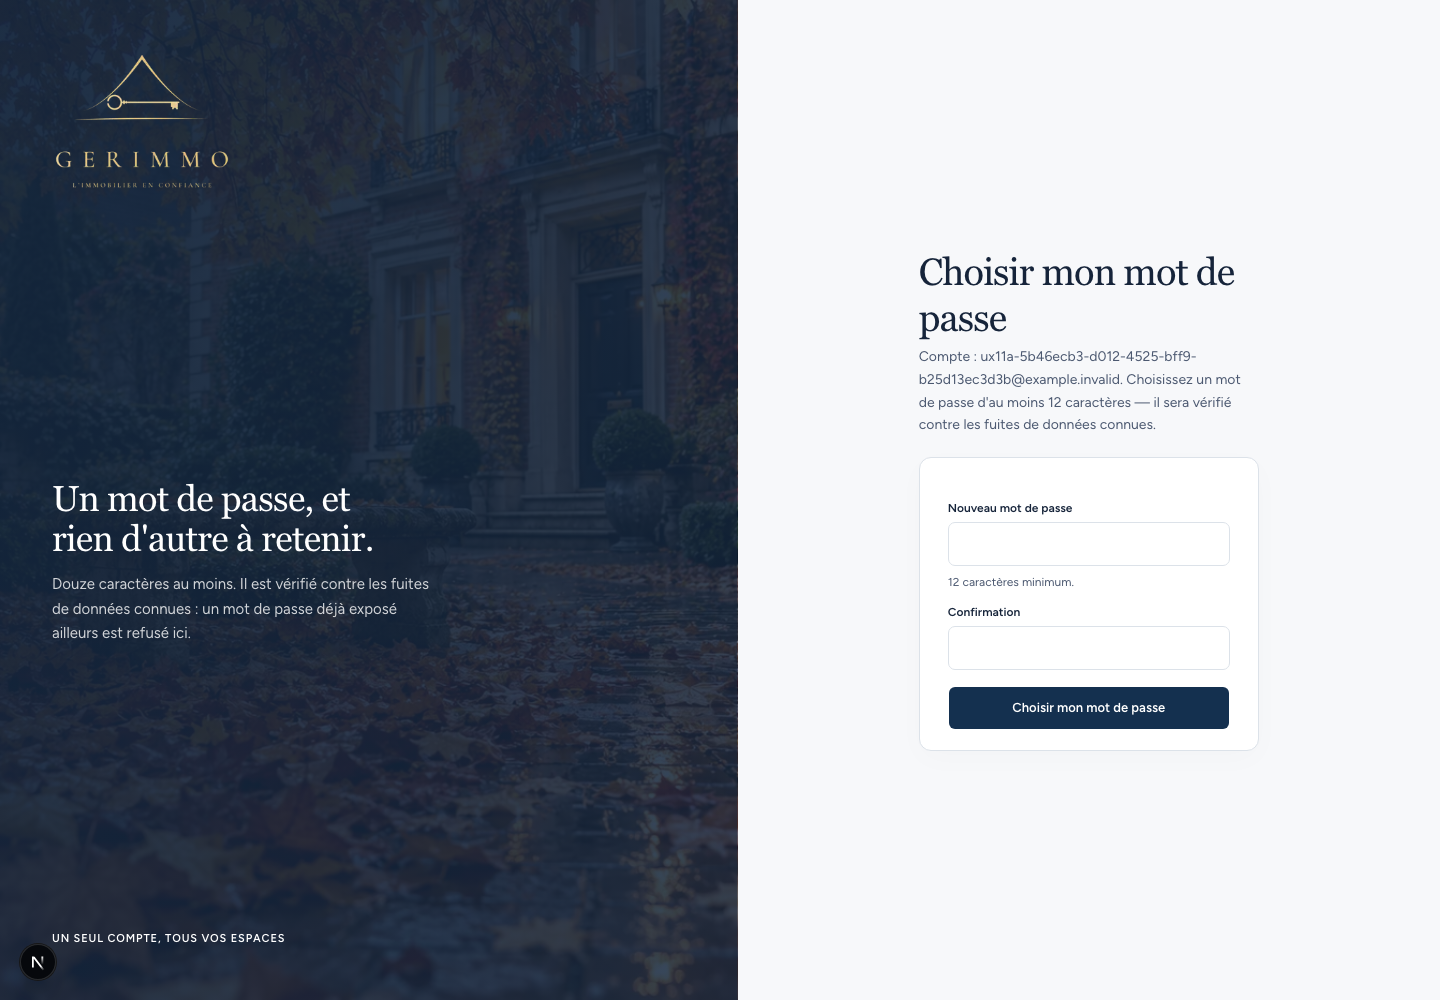 GERIMMO
L'IMMOBILIER EN CONFIANCE
Un mot de passe, et
rien d'autre à retenir.
Douze caractères au moins. Il est vérifié contre les fuites
de données connues : un mot de passe déjà exposé
ailleurs est refusé ici.
UN SEUL COMPTE, TOUS VOS ESPACES
N
Choisir mon mot de
passe
Compte : ux11a-5b46ecb3-d012-4525-bff9-
b25d13ec3d3b@example.invalid. Choisissez un mot
de passe d'au moins 12 caractères — il sera vérifié
contre les fuites de données connues.
Nouveau mot de passe
12 caractères minimum.
Confirmation
Choisir mon mot de passe